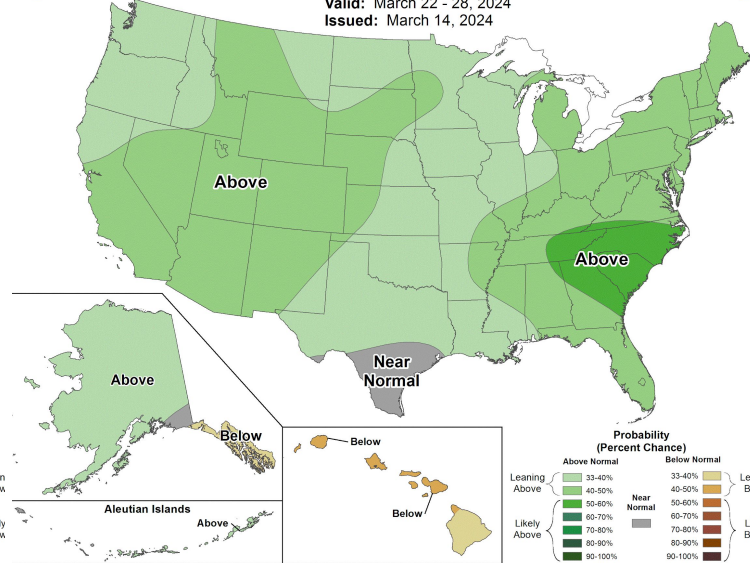 Valid: March 22 - 28, 2024
Issued: March 14, 2024
Above
Above
Near
Normal
Above
Below
Aleutian Islands
Above
Below
Below
Probability
(Percent Chance)
Above Normal
Below Normal
Leaning
Above
Likely
Above
33-40%
40-50%
50-60%
60-70%
70-80%
80-90%
90-100%
Near
Normal
33-40%
40-50%
50-60%
60-70%
70-80%
80-90%
90-100%